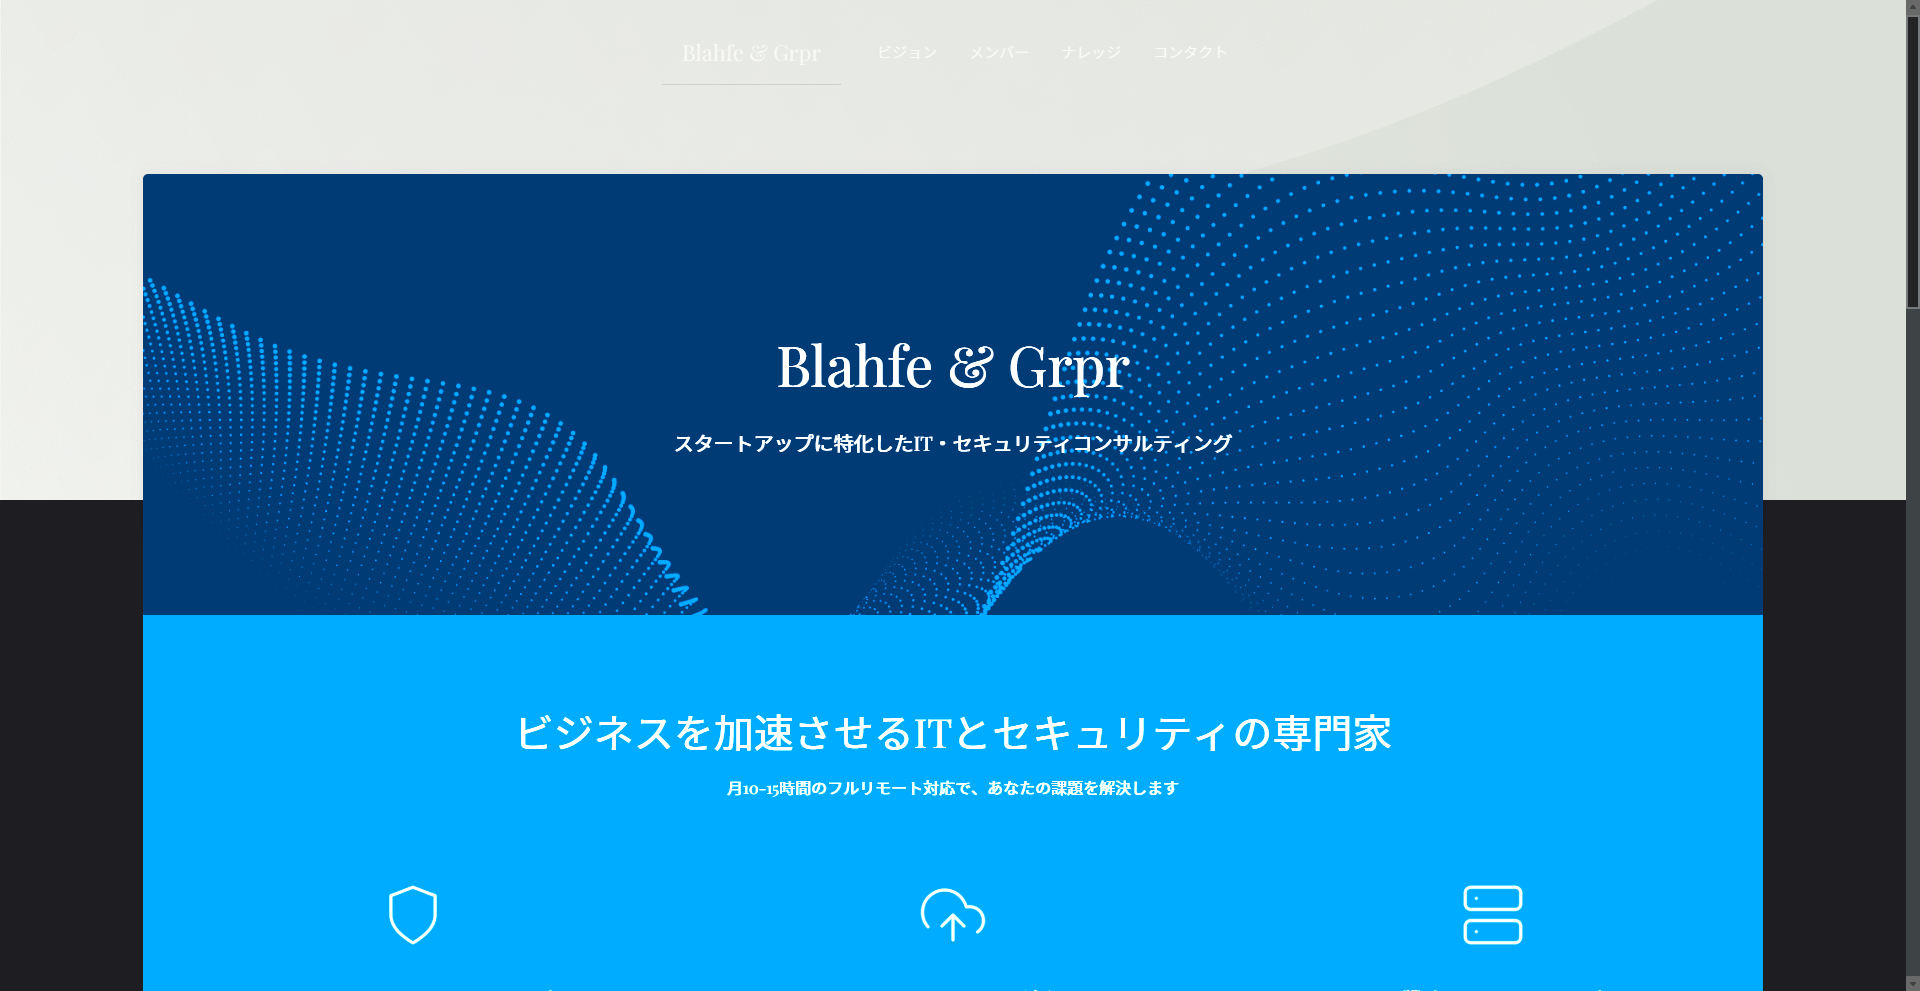 Blahfe & Grpr
ビジョン メンバー ナレッジ コンタクト
Blahfe & Grpr
スタートアップに特化したIT・セキュリティコンサルティング
ビジネスを加速させるITとセキュリティの専門家
月10-15時間のフルリモート対応で、あなたの課題を解決します